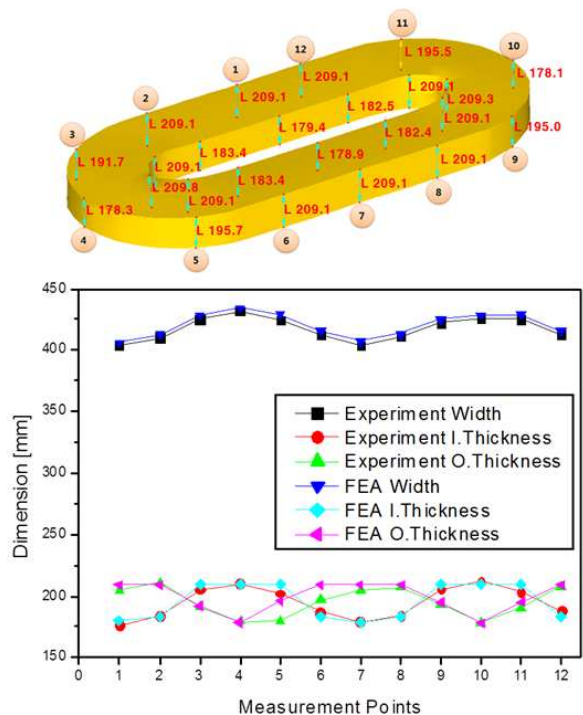 11
10
12
1
2
3
4
5
6
7
8
9
L 195.5
L 178.1
L 209.1
L 209.1
L 209.3
L 209.1
L 182.5
L 209.1
L 195.0
L 209.1
L 179.4
L 182.4
L 191.7
L 183.4
L 178.9
L 209.1
L 209.1
L 209.8
L 183.4
L 209.1
L 178.3
L 209.1
L 209.1
L 195.7
450
400
350
300
250
200
150
Dimension [mm]
Experiment Width
Experiment I.Thickness
Experiment O.Thickness
FEA Width
FEA I.Thickness
FEA O.Thickness
0 1 2 3 4 5 6 7 8 9 10 11 12
Measurement Points